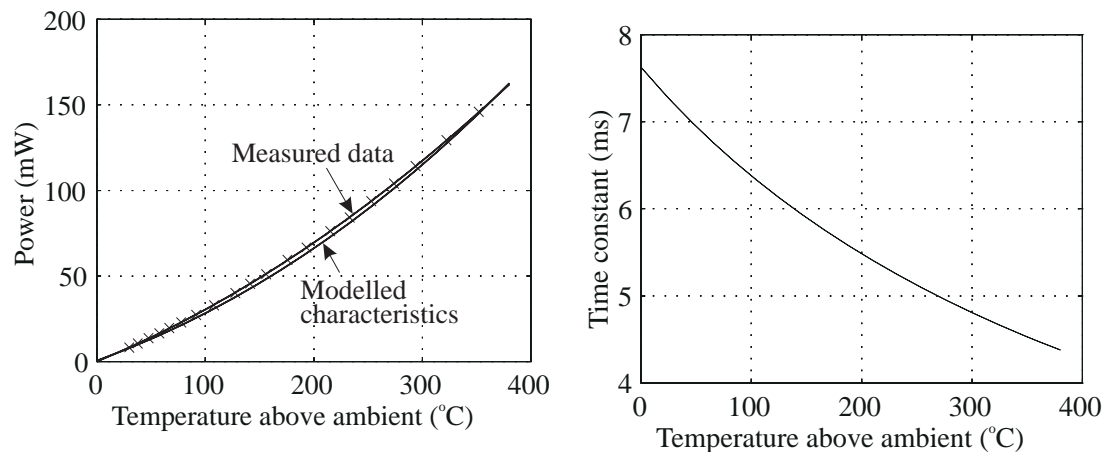 200
150
100
50
0
Power (mW)
Measured data
Modelled
characteristics
0 100 200 300 400
Temperature above ambient (°C)
8
7
6
5
4
Time constant (ms)
0 100 200 300 400
Temperature above ambient (°C)